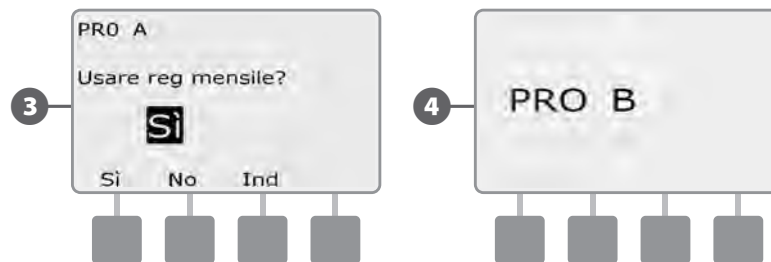 PRO A
Usare reg mensile?
Sì
Sì No Ind
3
PRO B
4